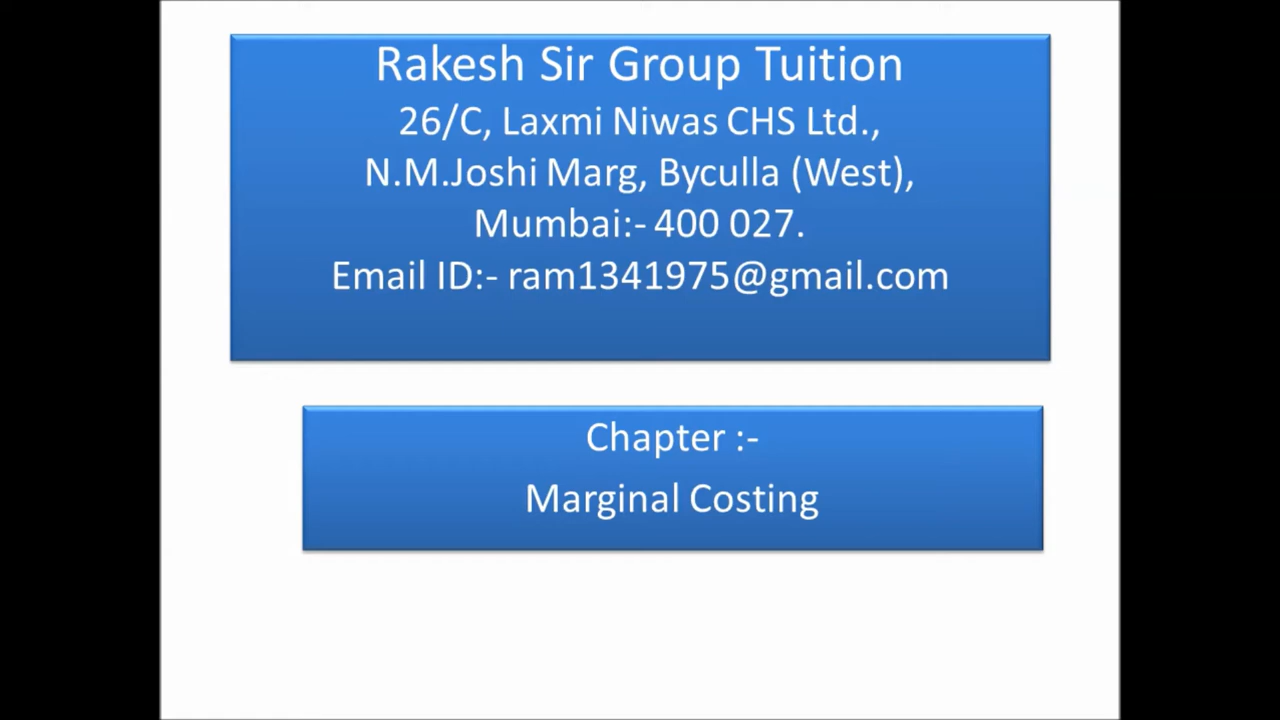 Rakesh Sir Group Tuition
26/C, Laxmi Niwas CHS Ltd.,
N.M.Joshi Marg, Byculla (West),
Mumbai:- 400 027.
Email ID:- ram1341975@gmail.com
Chapter :-
Marginal Costing